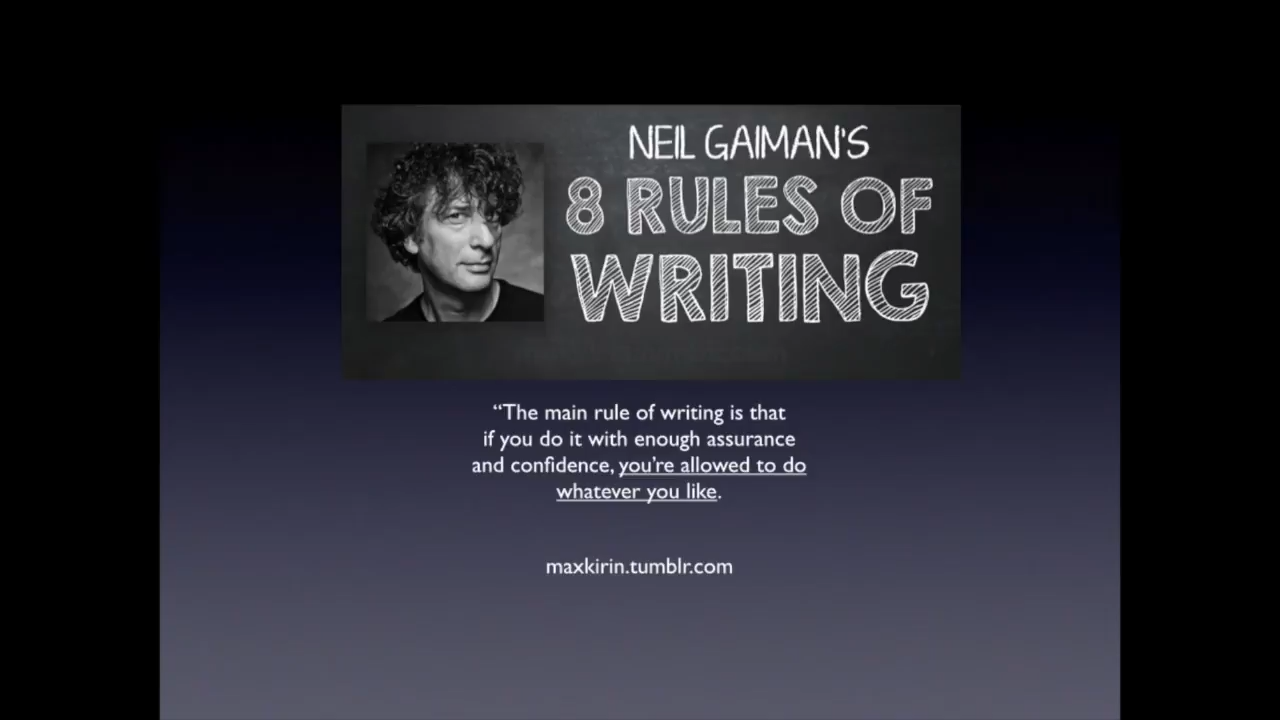 NEIL GAIMAN'S
8 RULES OF
WRITING
“The main rule of writing is that
if you do it with enough assurance
and confidence, you’re allowed to do
whatever you like.
maxkirin.tumblr.com